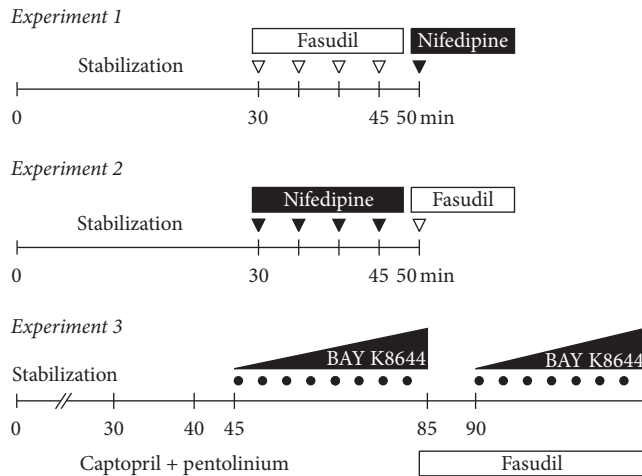 Experiment 1
Fasudil Nifedipine
Stabilization
0 30 45 50 min
Experiment 2
Nifedipine Fasudil
Stabilization
0 30 45 50 min
Experiment 3
BAY K8644 BAY K8644
Stabilization
0 30 40 45 85 90
Captopril + pentolinium Fasudil